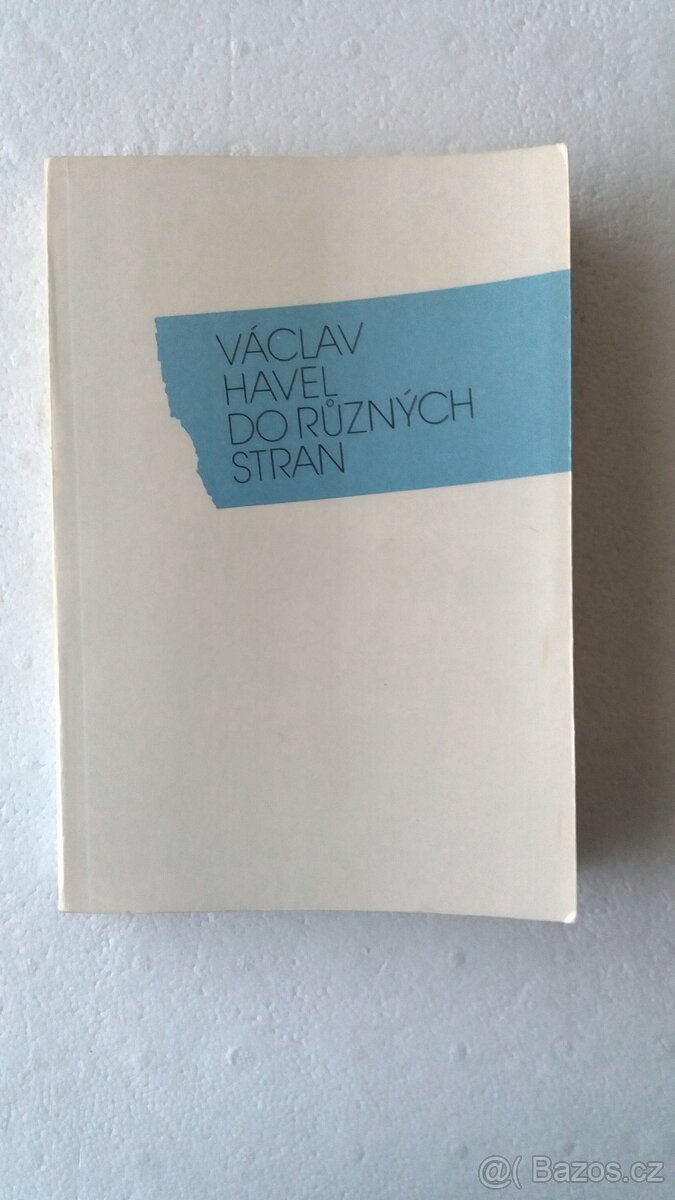 VÁCLAV
HAVEL
DO RŮZNÝCH
STRAN
@( Bazos.cz